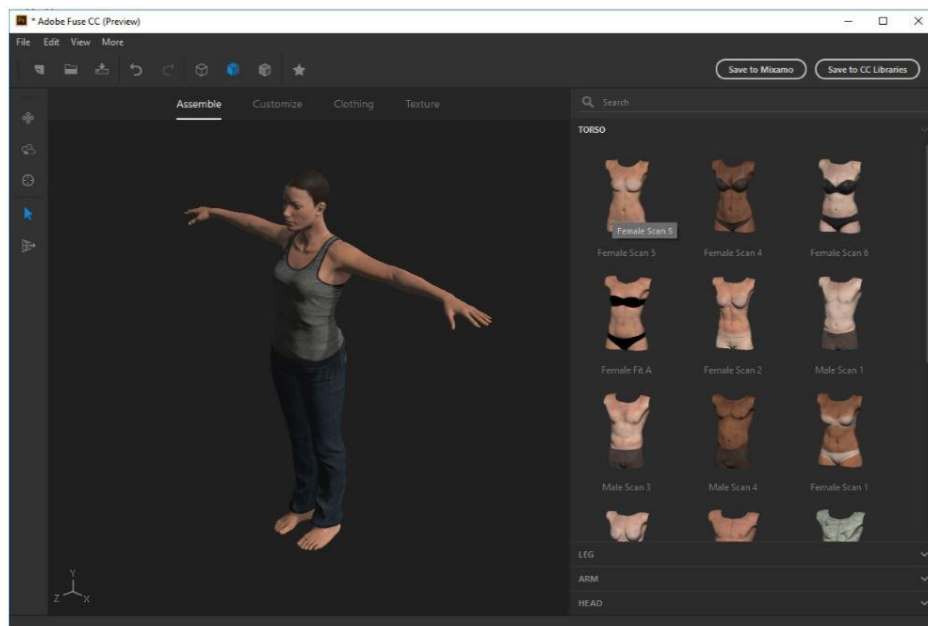 * Adobe Fuse CC (Preview)
File Edit View More
Save to Mixamo Save to CC Libraries
Assemble Customize Clothing Texture
Search
TORSO
Female Scan 5
Female Scan 5 Female Scan 4 Female Scan 6
Female Fit A Female Scan 2 Male Scan 1
Male Scan 3 Male Scan 4 Female Scan 1
LEG
ARM
HEAD
Y
Z X